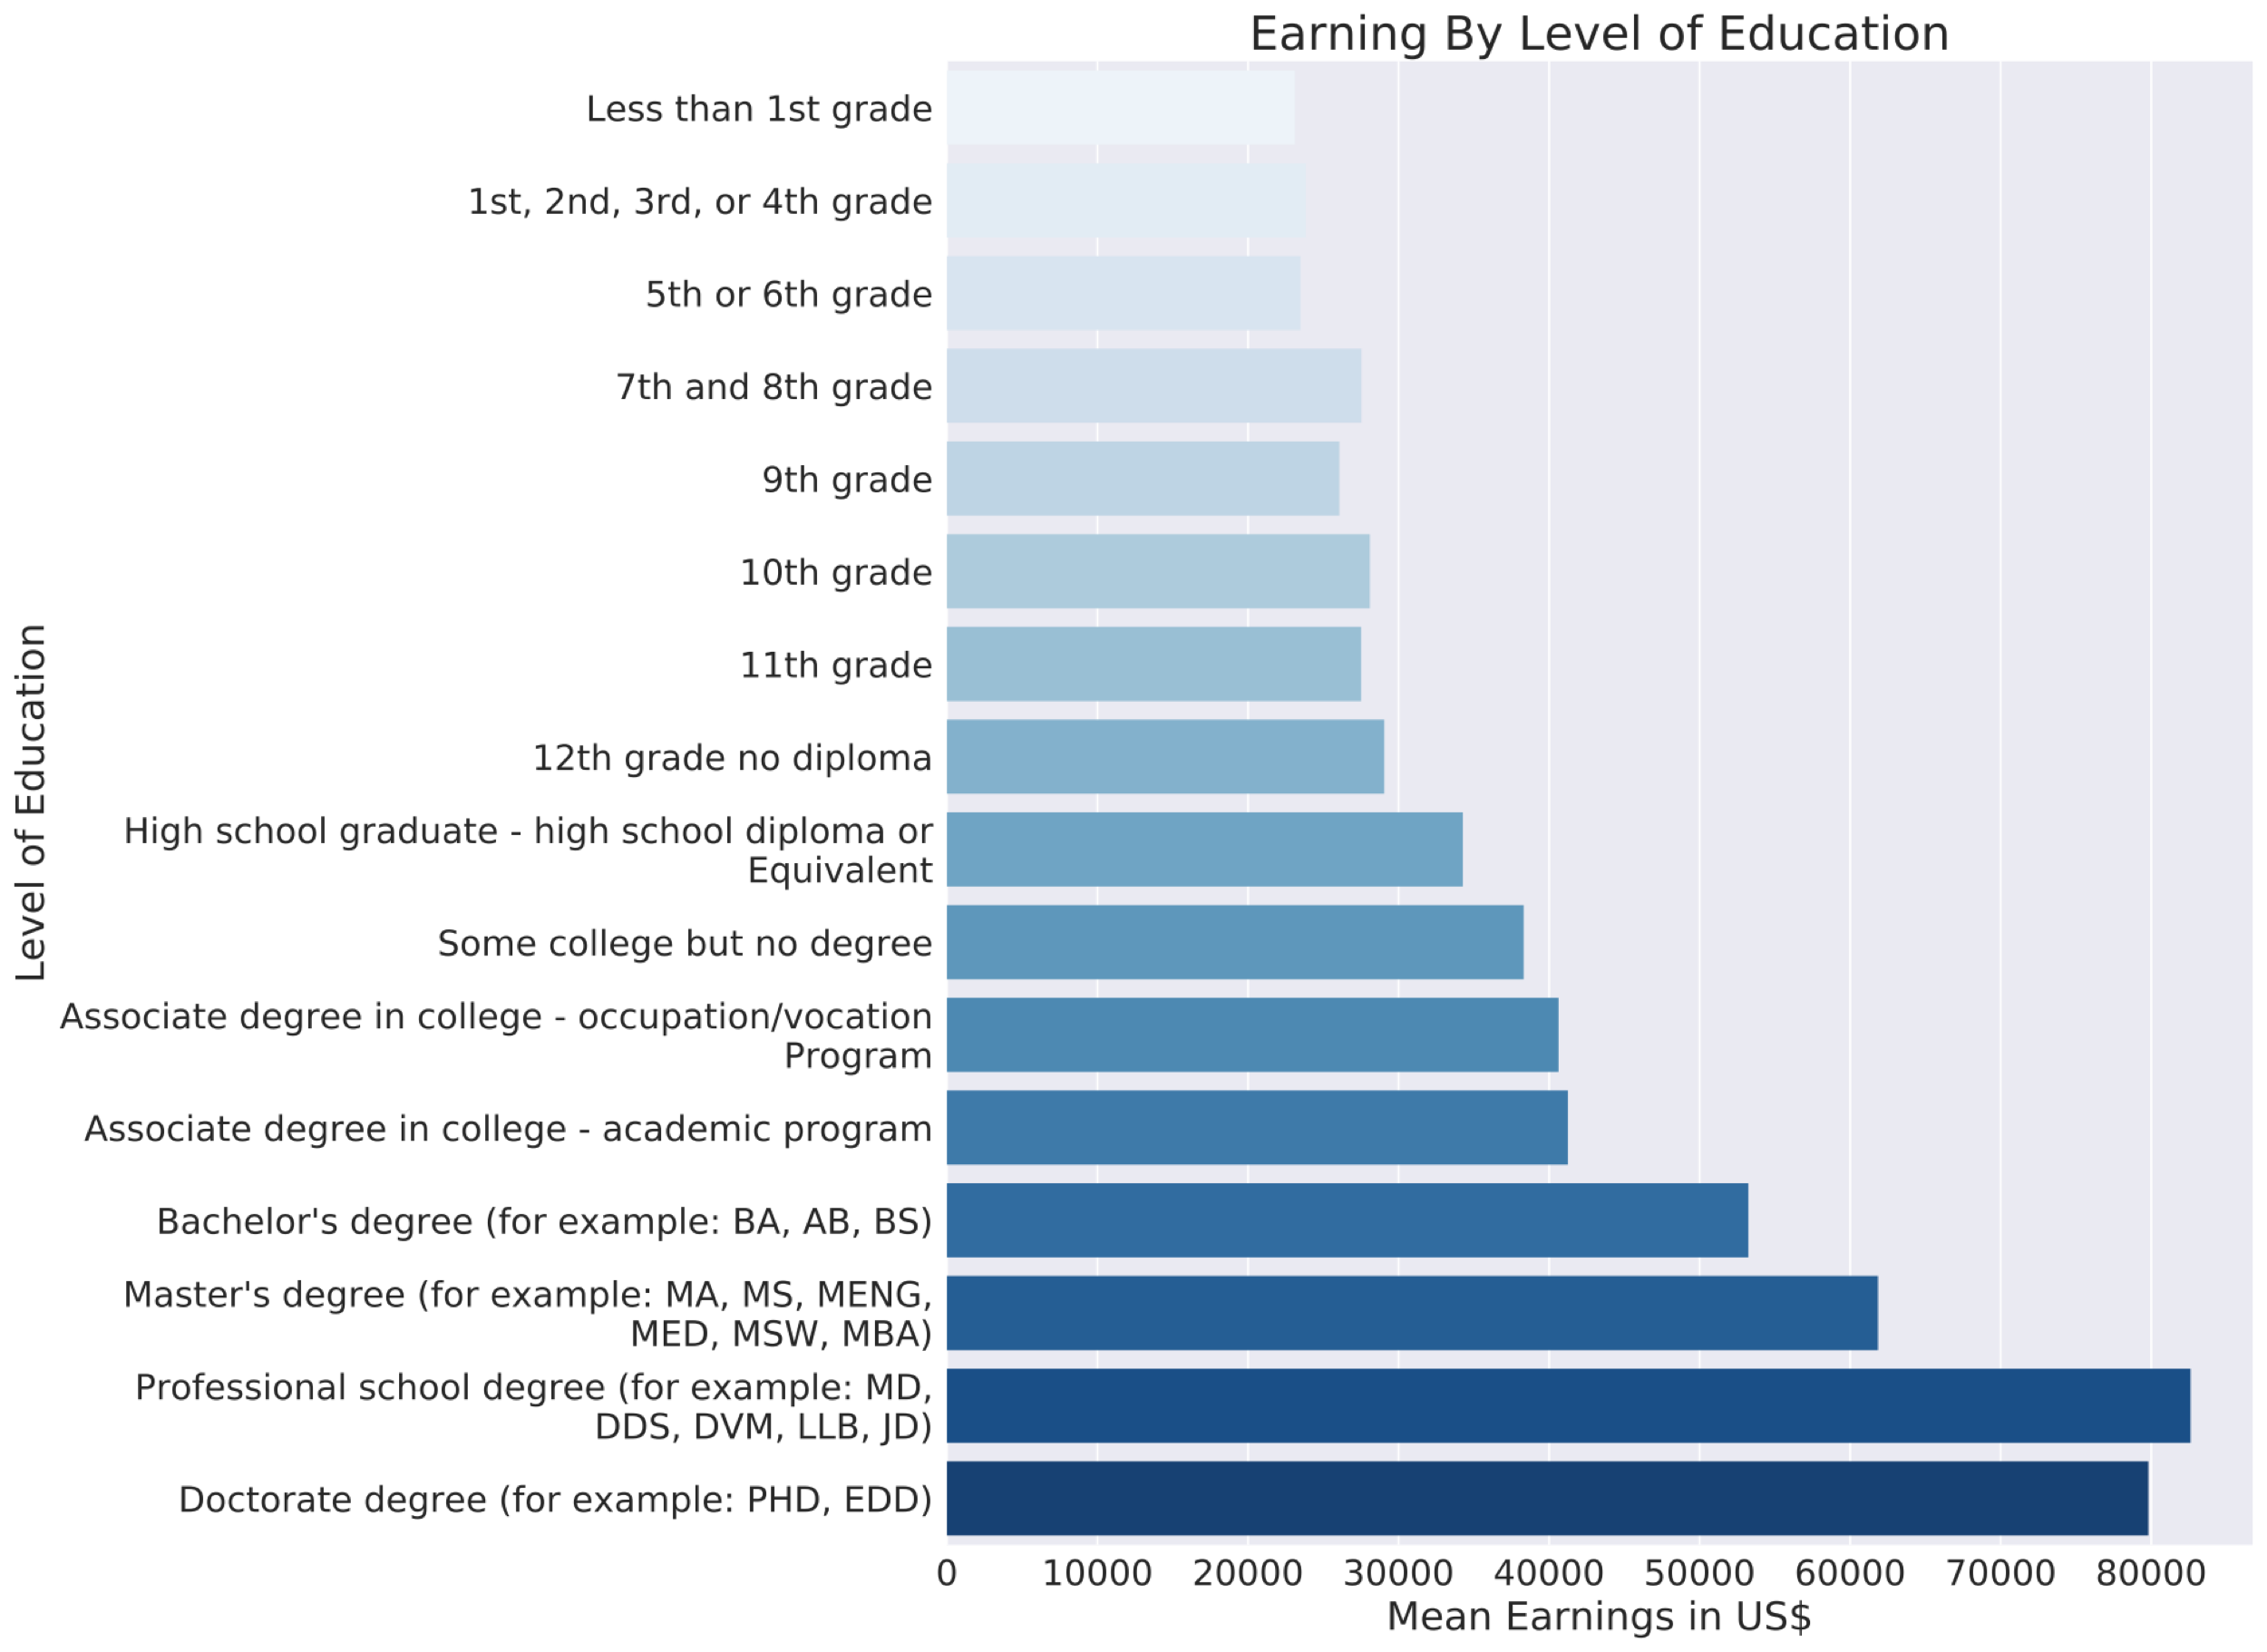 Earning By Level of Education
Level of Education
Less than 1st grade
1st, 2nd, 3rd, or 4th grade
5th or 6th grade
7th and 8th grade
9th grade
10th grade
11th grade
12th grade no diploma
High school graduate - high school diploma or
Equivalent
Some college but no degree
Associate degree in college - occupation/vocation
Program
Associate degree in college - academic program
Bachelor's degree (for example: BA, AB, BS)
Master's degree (for example: MA, MS, MENG,
MED, MSW, MBA)
Professional school degree (for example: MD,
DDS, DVM, LLB, JD)
Doctorate degree (for example: PHD, EDD)
0 10000 20000 30000 40000 50000 60000 70000 80000
Mean Earnings in US$